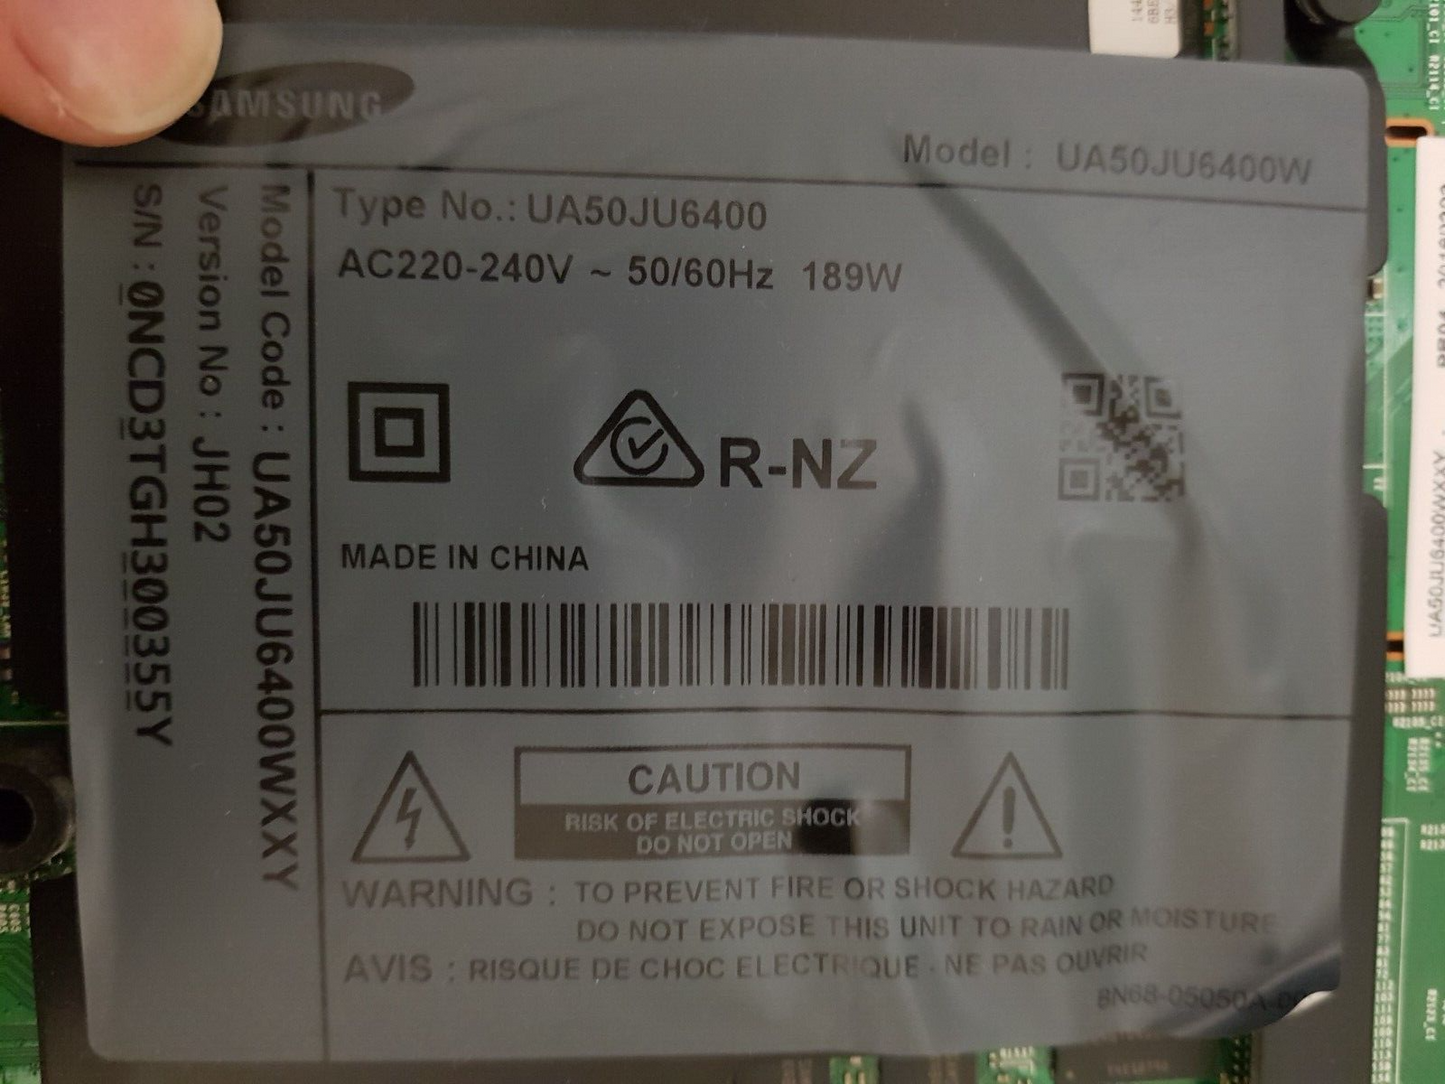 SAMSUNG
Model : UA50JU6400W
Type No.: UA50JU6400
AC220-240V ~ 50/60Hz 189W
R-NZ
MADE IN CHINA
CAUTION
RISK OF ELECTRIC SHOCK
DO NOT OPEN
WARNING : TO PREVENT FIRE OR SHOCK HAZARD
DO NOT EXPOSE THIS UNIT TO RAIN OR MOISTURE
AVIS : RISQUE DE CHOC ELECTRIQUE - NE PAS OUVRIR
Model Code : UA50JU6400WXXY
Version No : JH02
S/N : 0NCD3TGH300355Y
UA50JU6400WXXY